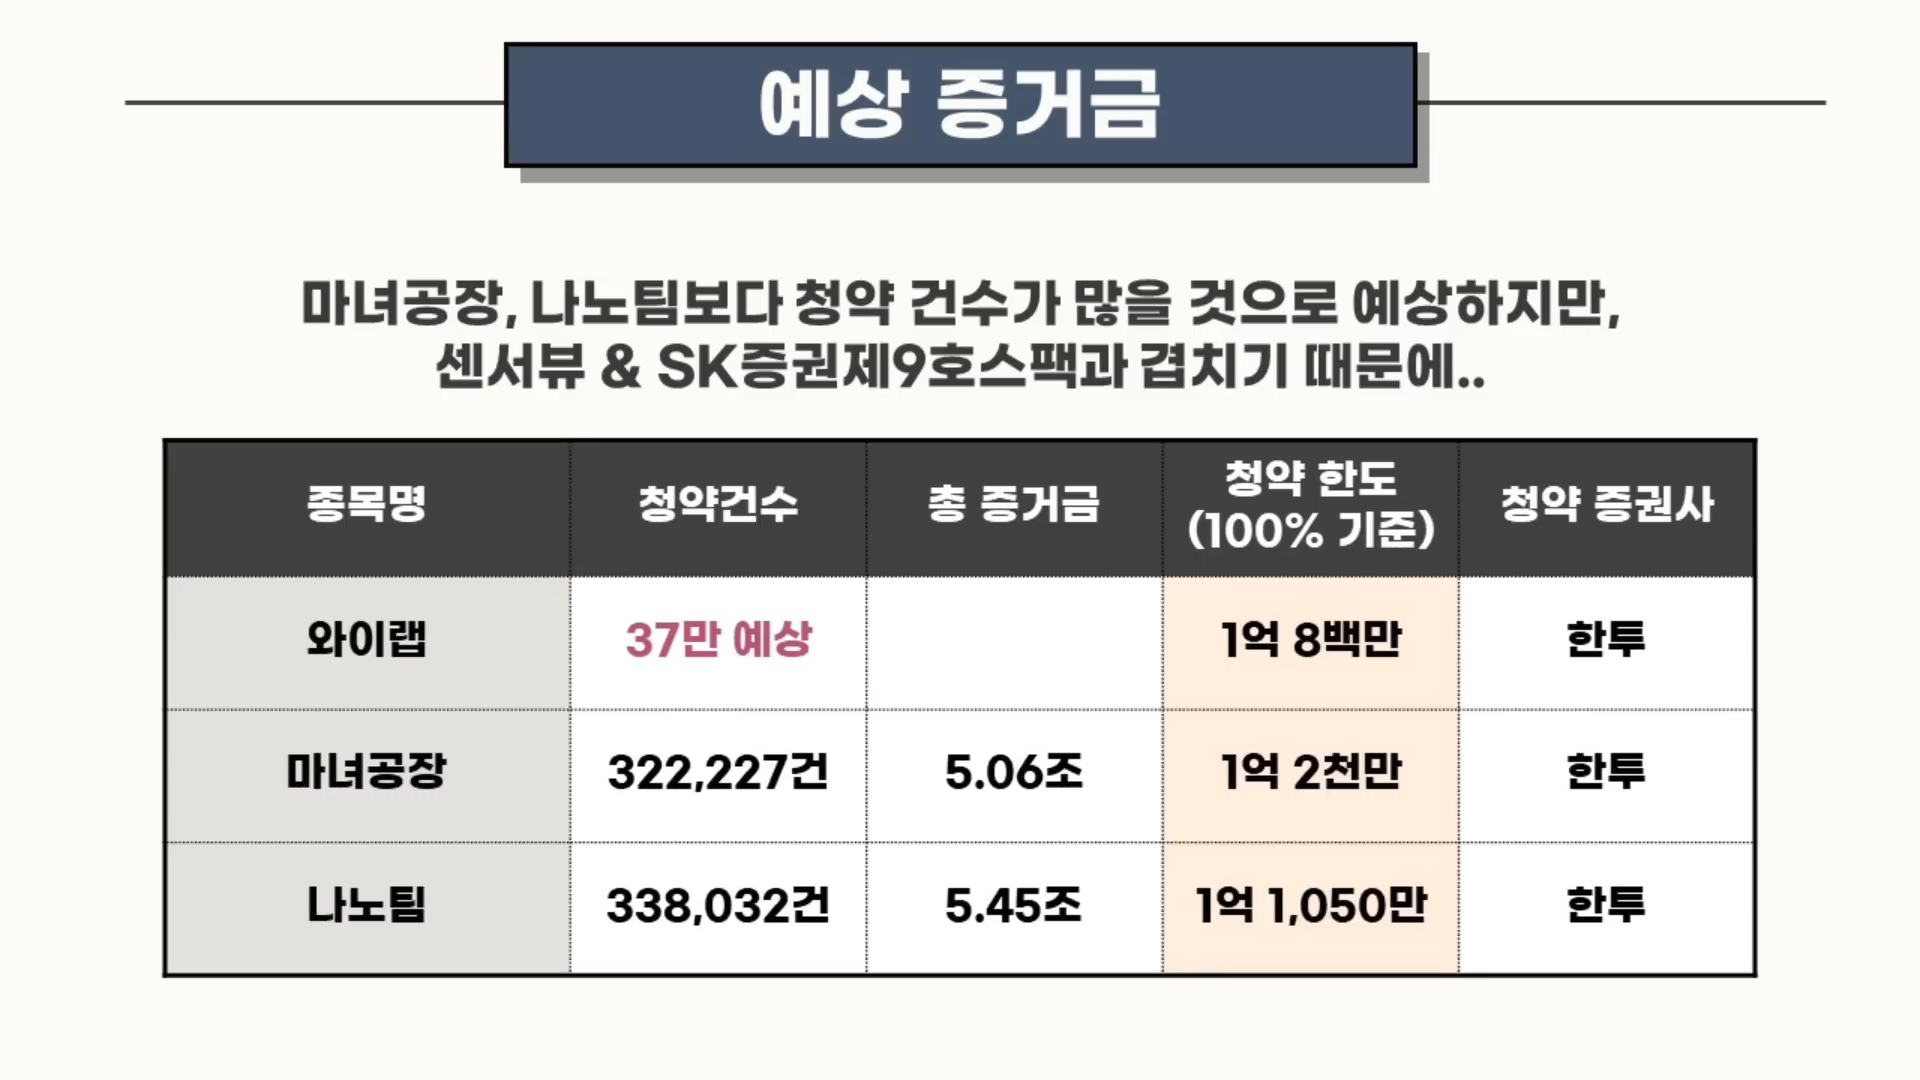 예상 증거금
마녀공장, 나노팀보다 청약 건수가 많을 것으로 예상하지만,
센서뷰 & SK증권제9호스팩과 겹치기 때문에..
종목명 청약건수 총 증거금 청약 한도 (100% 기준) 청약 증권사
와이랩 37만 예상 1억 8백만 한투
마녀공장 322,227건 5.06조 1억 2천만 한투
나노팀 338,032건 5.45조 1억 1,050만 한투